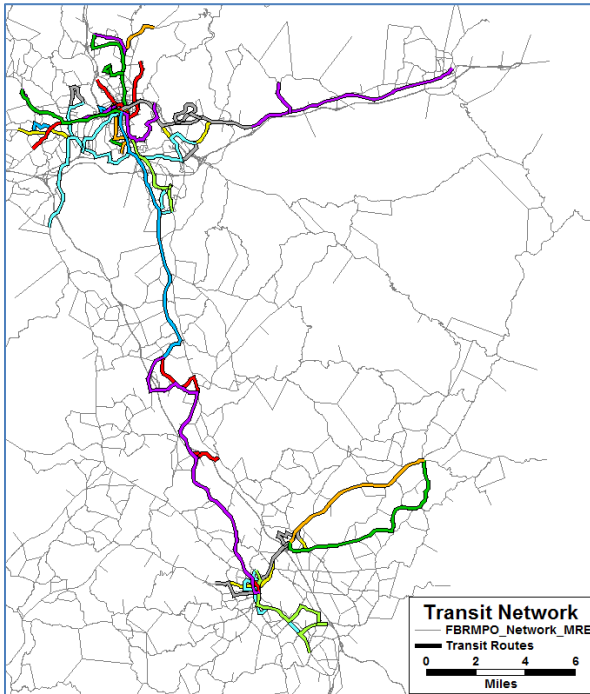 Transit Network
FBRMPO_Network_MRE
Transit Routes
0 2 4 6
Miles